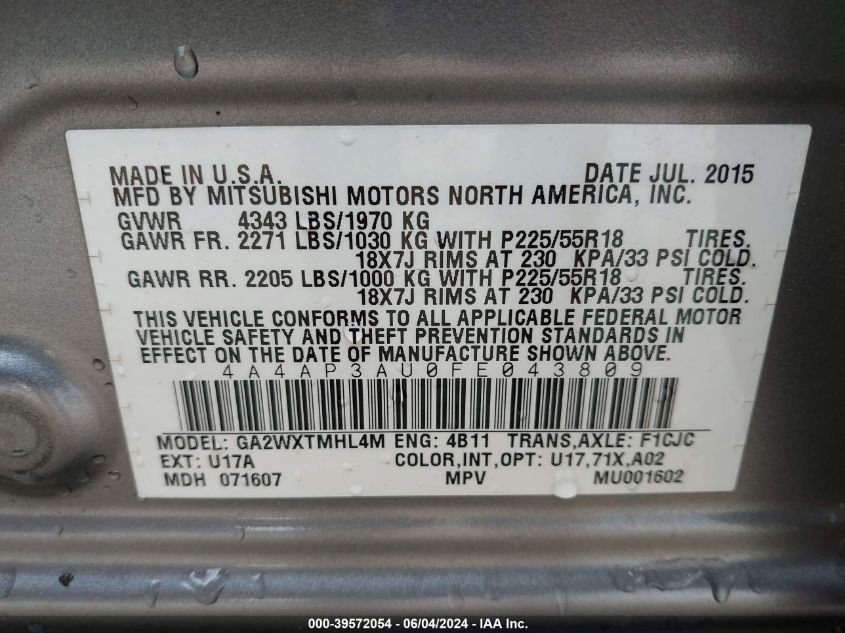 MADE IN U.S.A. DATE JUL. 2015
MFD BY MITSUBISHI MOTORS NORTH AMERICA, INC.
GVWR 4343 LBS/1970 KG
GAWR FR. 2271 LBS/1030 KG WITH P225/55R18 TIRES.
18X7J RIMS AT 230 KPA/33 PSI COLD.
GAWR RR. 2205 LBS/1000 KG WITH P225/55R18 TIRES.
18X7J RIMS AT 230 KPA/33 PSI COLD.
THIS VEHICLE CONFORMS TO ALL APPLICABLE FEDERAL MOTOR
VEHICLE SAFETY AND THEFT PREVENTION STANDARDS IN
EFFECT ON THE DATE OF MANUFACTURE SHOWN ABOVE.
4A4AP3AU0FE043809
MODEL: GA2WXTMHL4M ENG: 4B11 TRANS,AXLE: F1CJC
EXT: U17A COLOR,INT,OPT: U17,71X,A02
MDH 071607 MPV MU001602
000-39572054 - 06/04/2024 - IAA Inc.